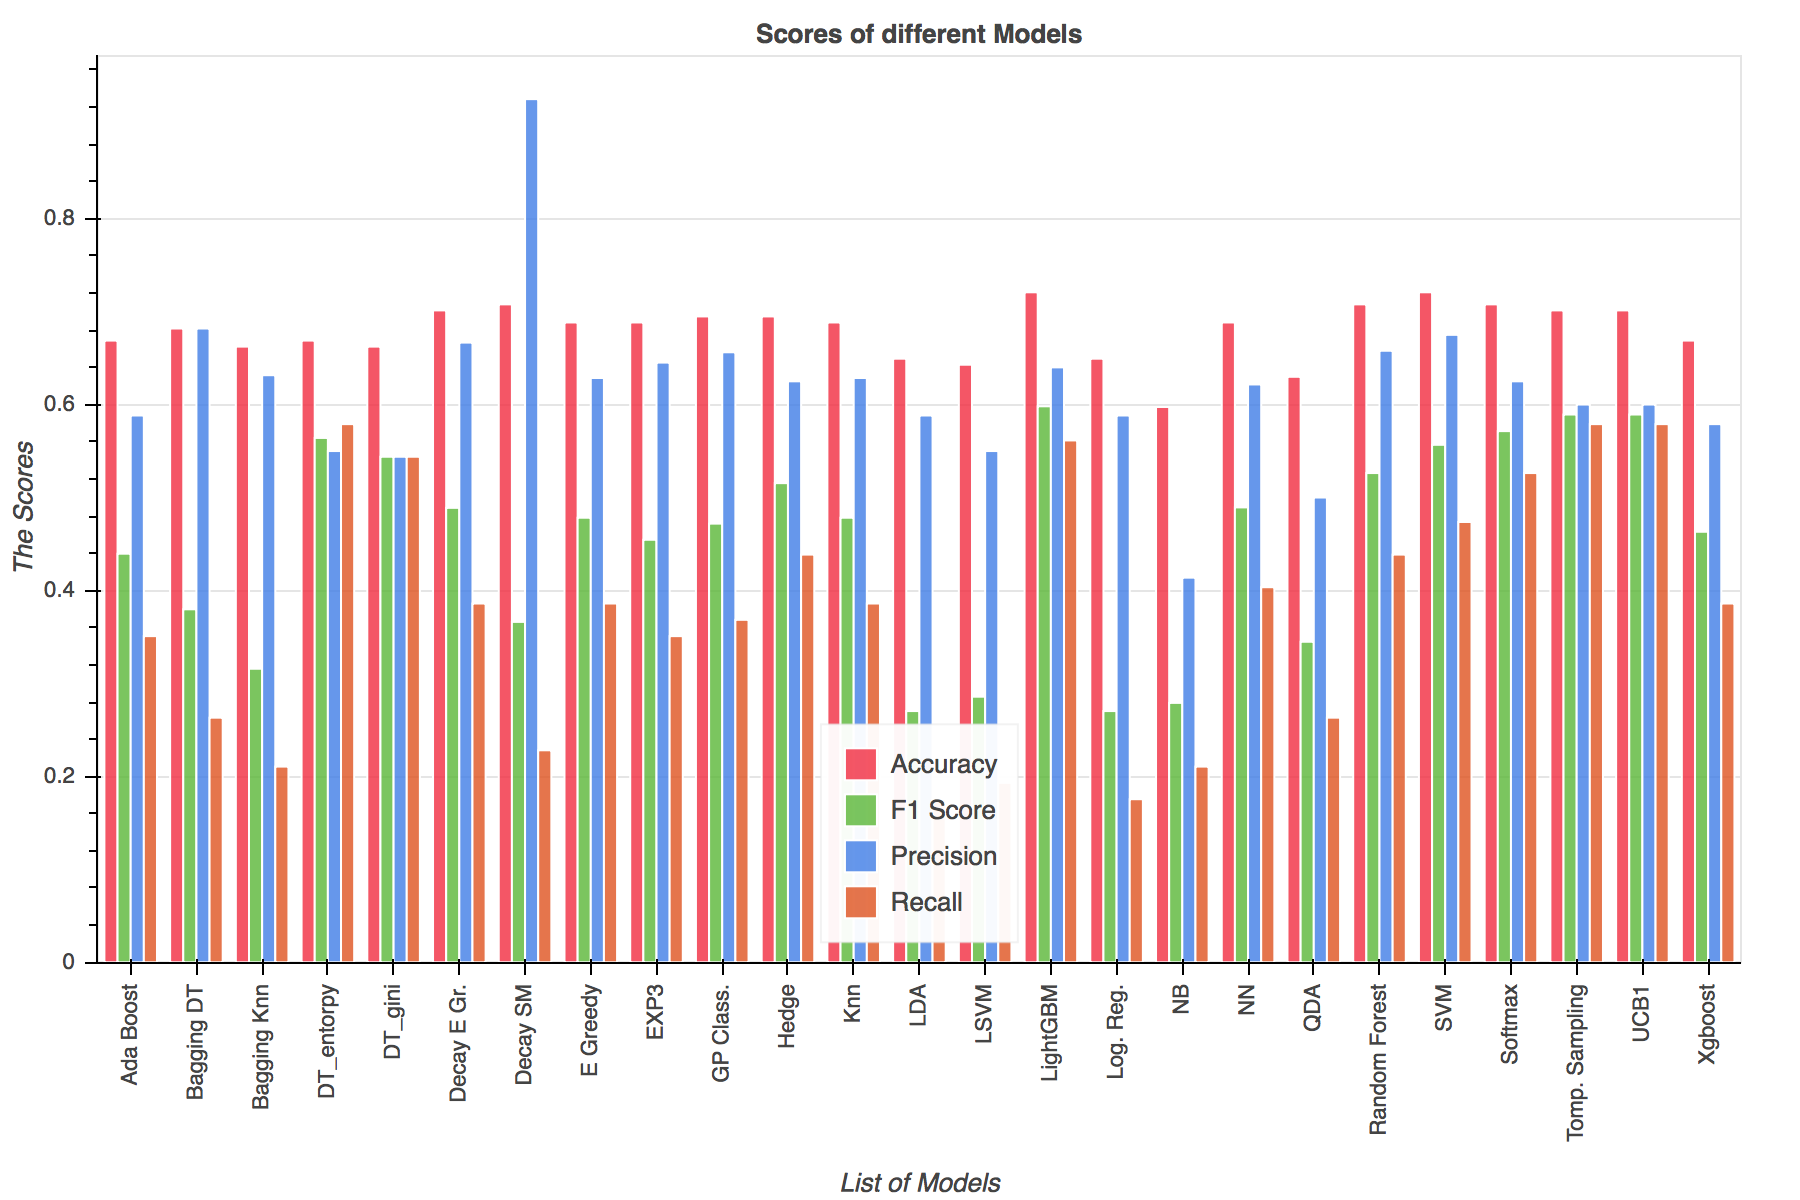 Scores of different Models
The Scores
0.8
0.6
0.4
0.2
0
Accuracy
F1 Score
Precision
Recall
Ada Boost
Bagging DT
Bagging Knn
DT_entorpy
DT_gini
Decay E Gr.
Decay SM
E Greedy
EXP3
GP Class.
Hedge
Knn
LDA
LSVM
LightGBM
Log. Reg.
NB
NN
QDA
Random Forest
SVM
Softmax
Tomp. Sampling
UCB1
Xgboost
List of Models